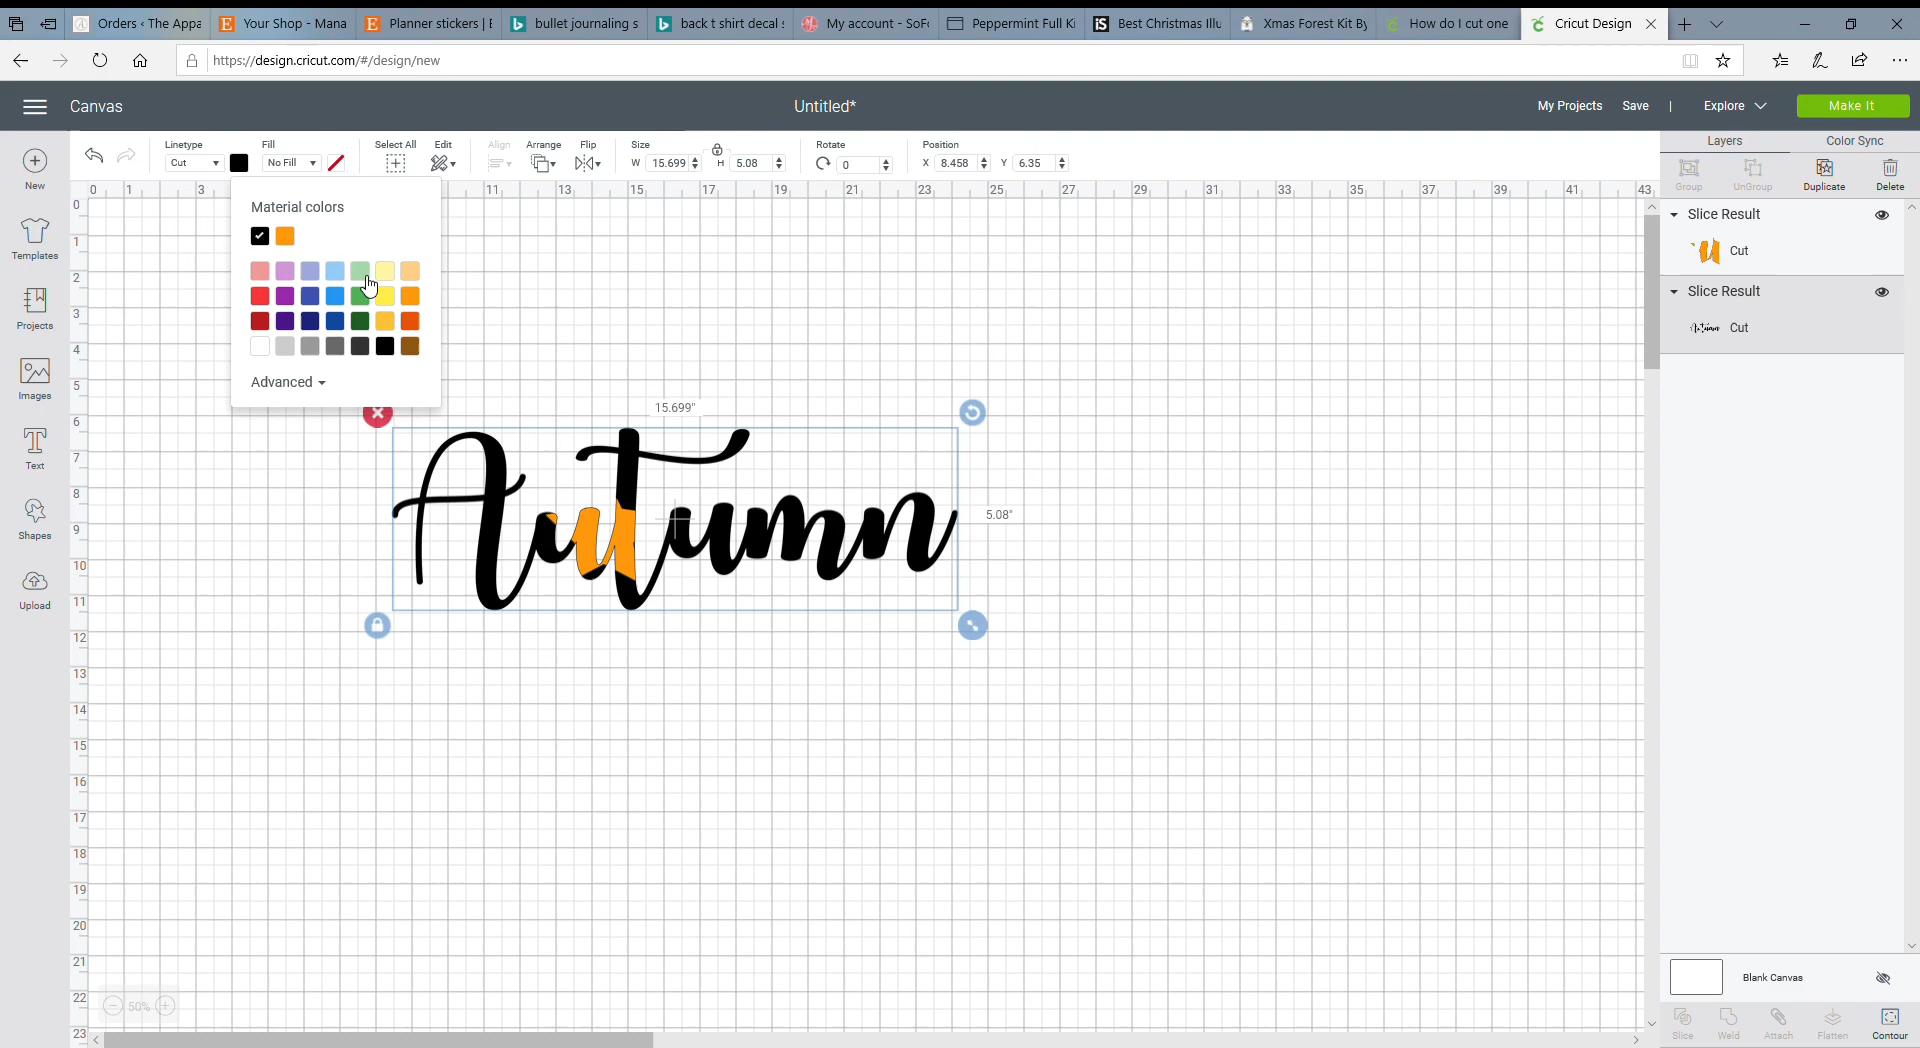 Orders ‹ The Appa
Your Shop - Mana
Planner stickers | E
bullet journaling s
back t shirt decal s
My account - SoFo
Peppermint Full Ki
Best Christmas Illu
Xmas Forest Kit By
How do I cut one
Cricut Design
https://design.cricut.com/#/design/new
Canvas
Untitled*
My Projects
Save
|
Explore
Make It
Linetype
Fill
Select All
Edit
Align
Arrange
Flip
Size
Rotate
Position
Cut
No Fill
W 15.699
H 5.08
0
X 8.458
Y 6.35
Layers
Color Sync
Group
UnGroup
Duplicate
Delete
0 1 3 11 13 15 17 19 21 23 25 27 29 31 33 35 37 39 41 43
0
1
2
3
4
5
6
7
8
9
10
11
12
13
14
15
16
17
18
19
20
21
22
23
New
Templates
Projects
Images
Text
Shapes
Upload
Material colors
Advanced
15.699"
Autumn
5.08"
Slice Result
Cut
Slice Result
Autumn Cut
50%
Blank Canvas
Slice
Weld
Attach
Flatten
Contour